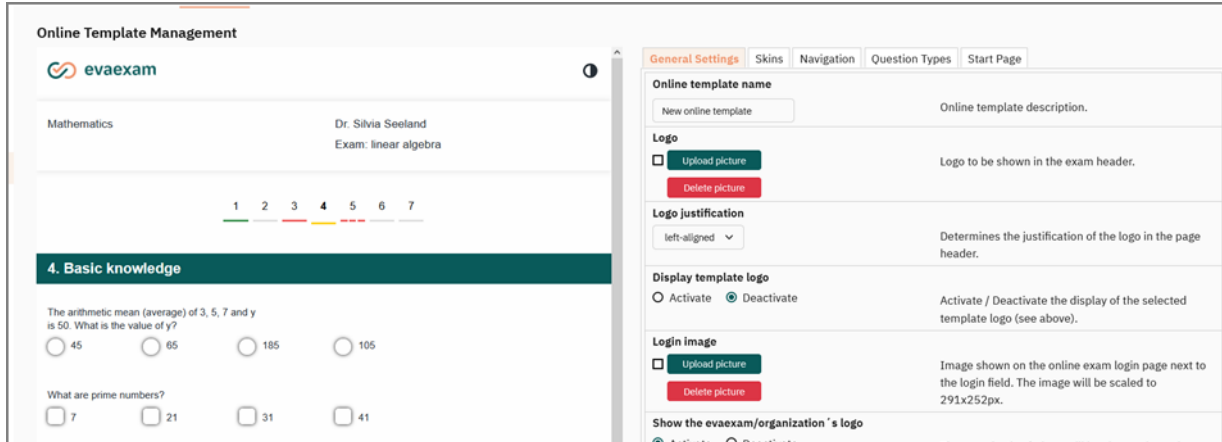 Online Template Management
evaexam
Mathematics
Dr. Silvia Seeland
Exam: linear algebra
1 2 3 4 5 6 7
4. Basic knowledge
The arithmetic mean (average) of 3, 5, 7 and y
is 50. What is the value of y?
45 65 185 105
What are prime numbers?
7 21 31 41
General Settings Skins Navigation Question Types Start Page
Online template name
New online template
Online template description.
Logo
Upload picture
Logo to be shown in the exam header.
Delete picture
Logo justification
left-aligned
Determines the justification of the logo in the page
header.
Display template logo
Activate Deactivate
Activate / Deactivate the display of the selected
template logo (see above).
Login image
Upload picture
Delete picture
Image shown on the online exam login page next to
the login field. The image will be scaled to
291x252px.
Show the evaexam/organization´s logo
Activate Deactivate